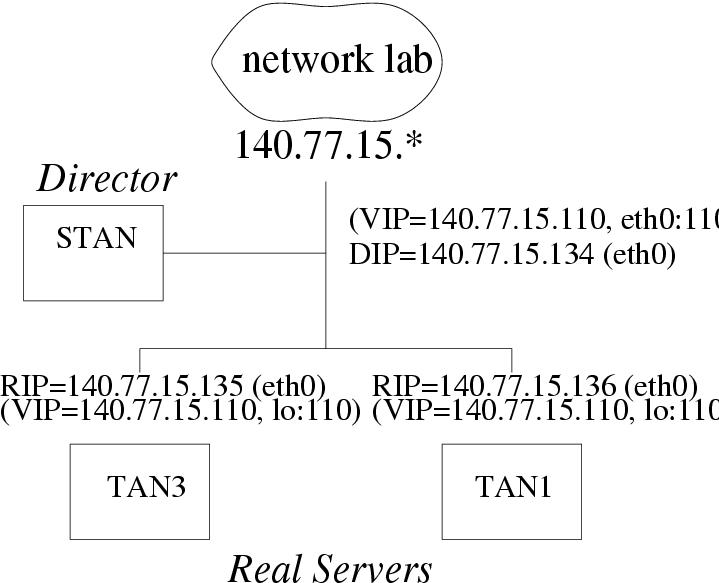 network lab
140.77.15.*
Director
STAN
(VIP=140.77.15.110, eth0:110
DIP=140.77.15.134 (eth0)
RIP=140.77.15.135 (eth0)
(VIP=140.77.15.110, lo:110)
RIP=140.77.15.136 (eth0)
(VIP=140.77.15.110, lo:110
TAN3
TAN1
Real Servers